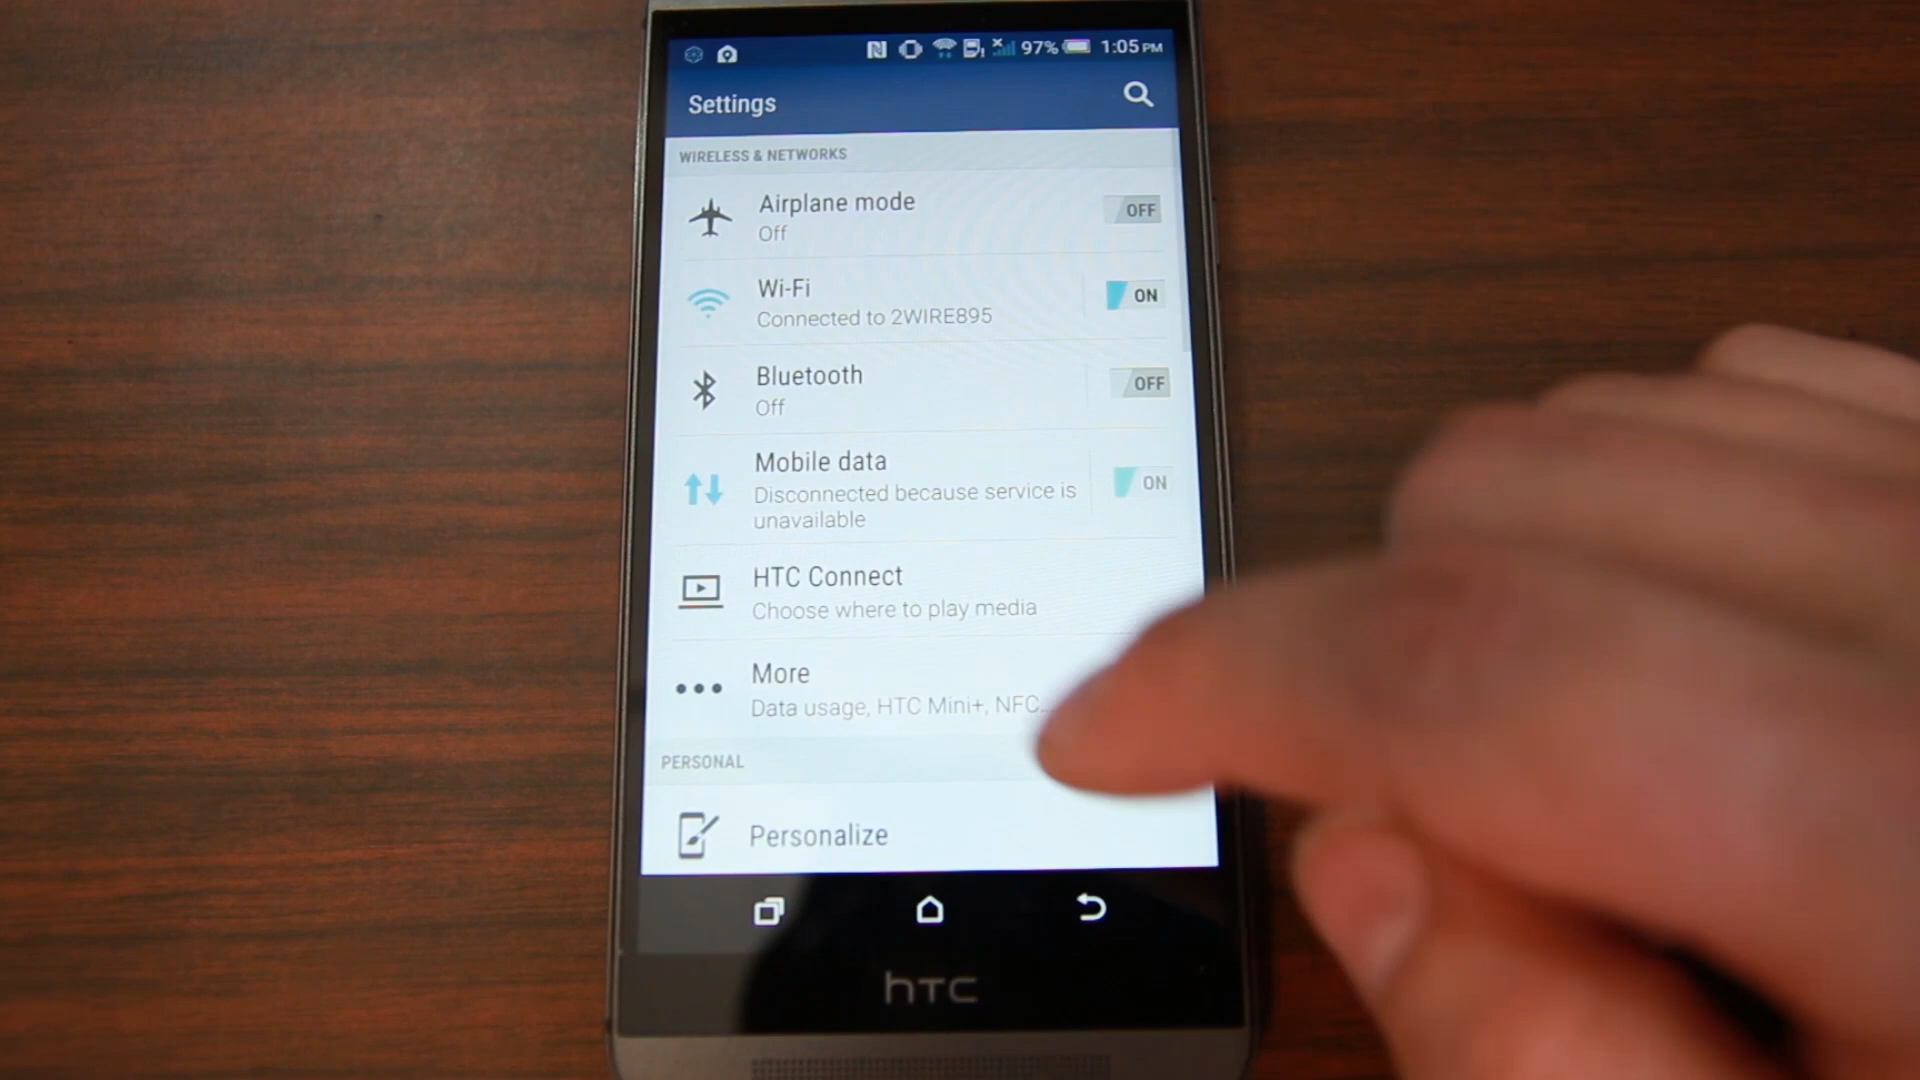 97% 1:05 PM
Settings
WIRELESS & NETWORKS
Airplane mode
Off
OFF
Wi-Fi
Connected to 2WIRE895
ON
Bluetooth
Off
OFF
Mobile data
Disconnected because service is
unavailable
ON
HTC Connect
Choose where to play media
More
Data usage, HTC Mini+, NFC...
PERSONAL
Personalize
hTC